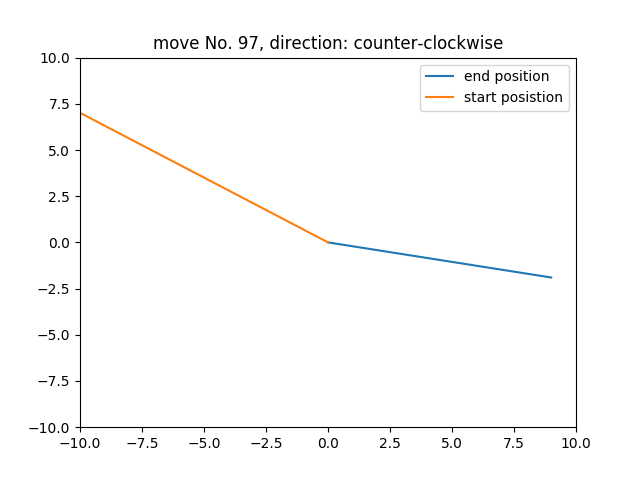 move No. 97, direction: counter-clockwise
end position
start posistion
10.0
7.5
5.0
2.5
0.0
−2.5
−5.0
−7.5
−10.0
−10.0 −7.5 −5.0 −2.5 0.0 2.5 5.0 7.5 10.0